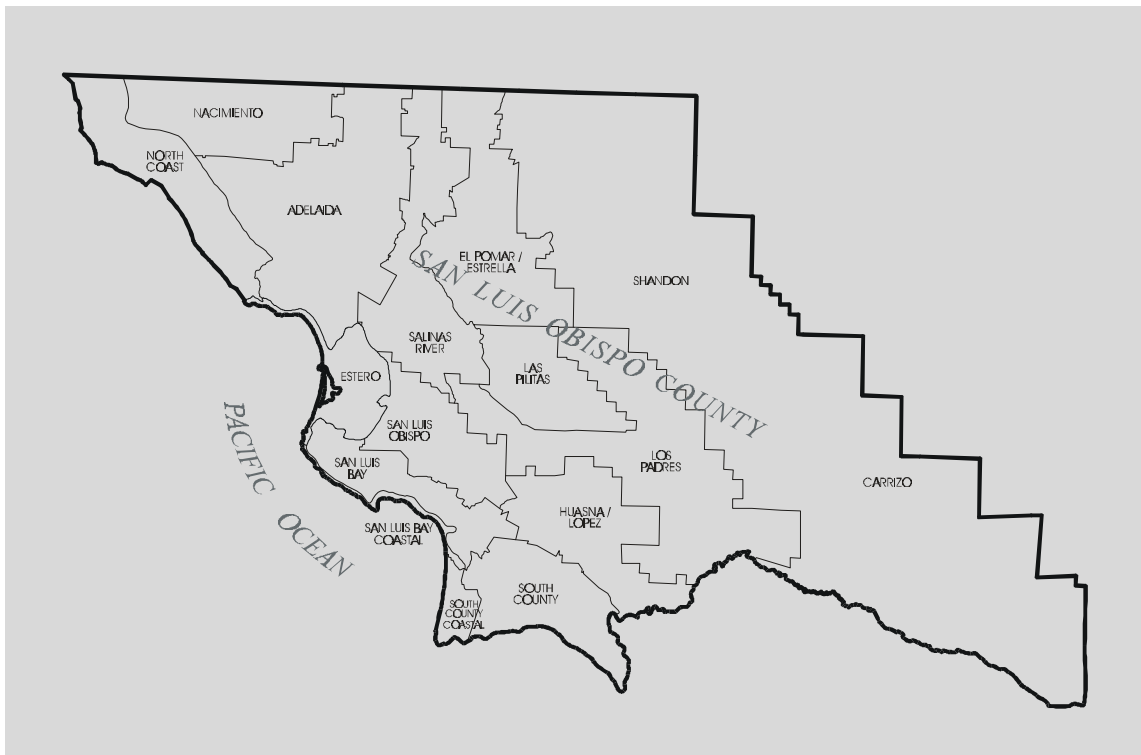 NACIMIENTO
NORTH
COAST
ADELAIDA
EL POMAR /
ESTRELLA
SHANDON
SAN LUIS OBISPO COUNTY
SALINAS
RIVER
LAS
PILITAS
ESTERO
PACIFIC OCEAN
SAN LUIS
OBISPO
LOS
PADRES
SAN LUIS
BAY
CARRIZO
HUASNA /
LOPEZ
SAN LUIS BAY
COASTAL
SOUTH
COUNTY
SOUTH
COUNTY
COASTAL